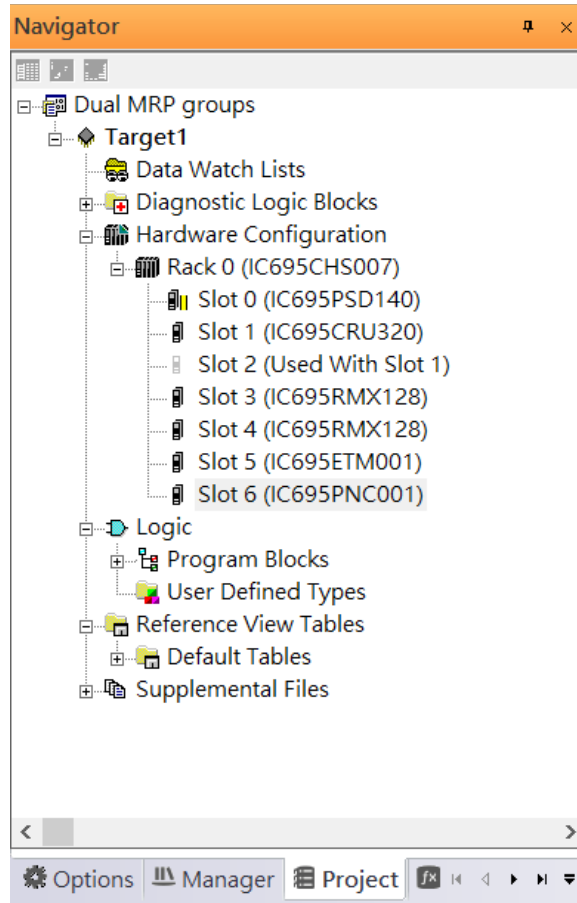 Navigator
Dual MRP groups
Target1
Data Watch Lists
Diagnostic Logic Blocks
Hardware Configuration
Rack 0 (IC695CHS007)
Slot 0 (IC695PSD140)
Slot 1 (IC695CRU320)
Slot 2 (Used With Slot 1)
Slot 3 (IC695RMX128)
Slot 4 (IC695RMX128)
Slot 5 (IC695ETM001)
Slot 6 (IC695PNC001)
Logic
Program Blocks
User Defined Types
Reference View Tables
Default Tables
Supplemental Files
Options Manager Project fx